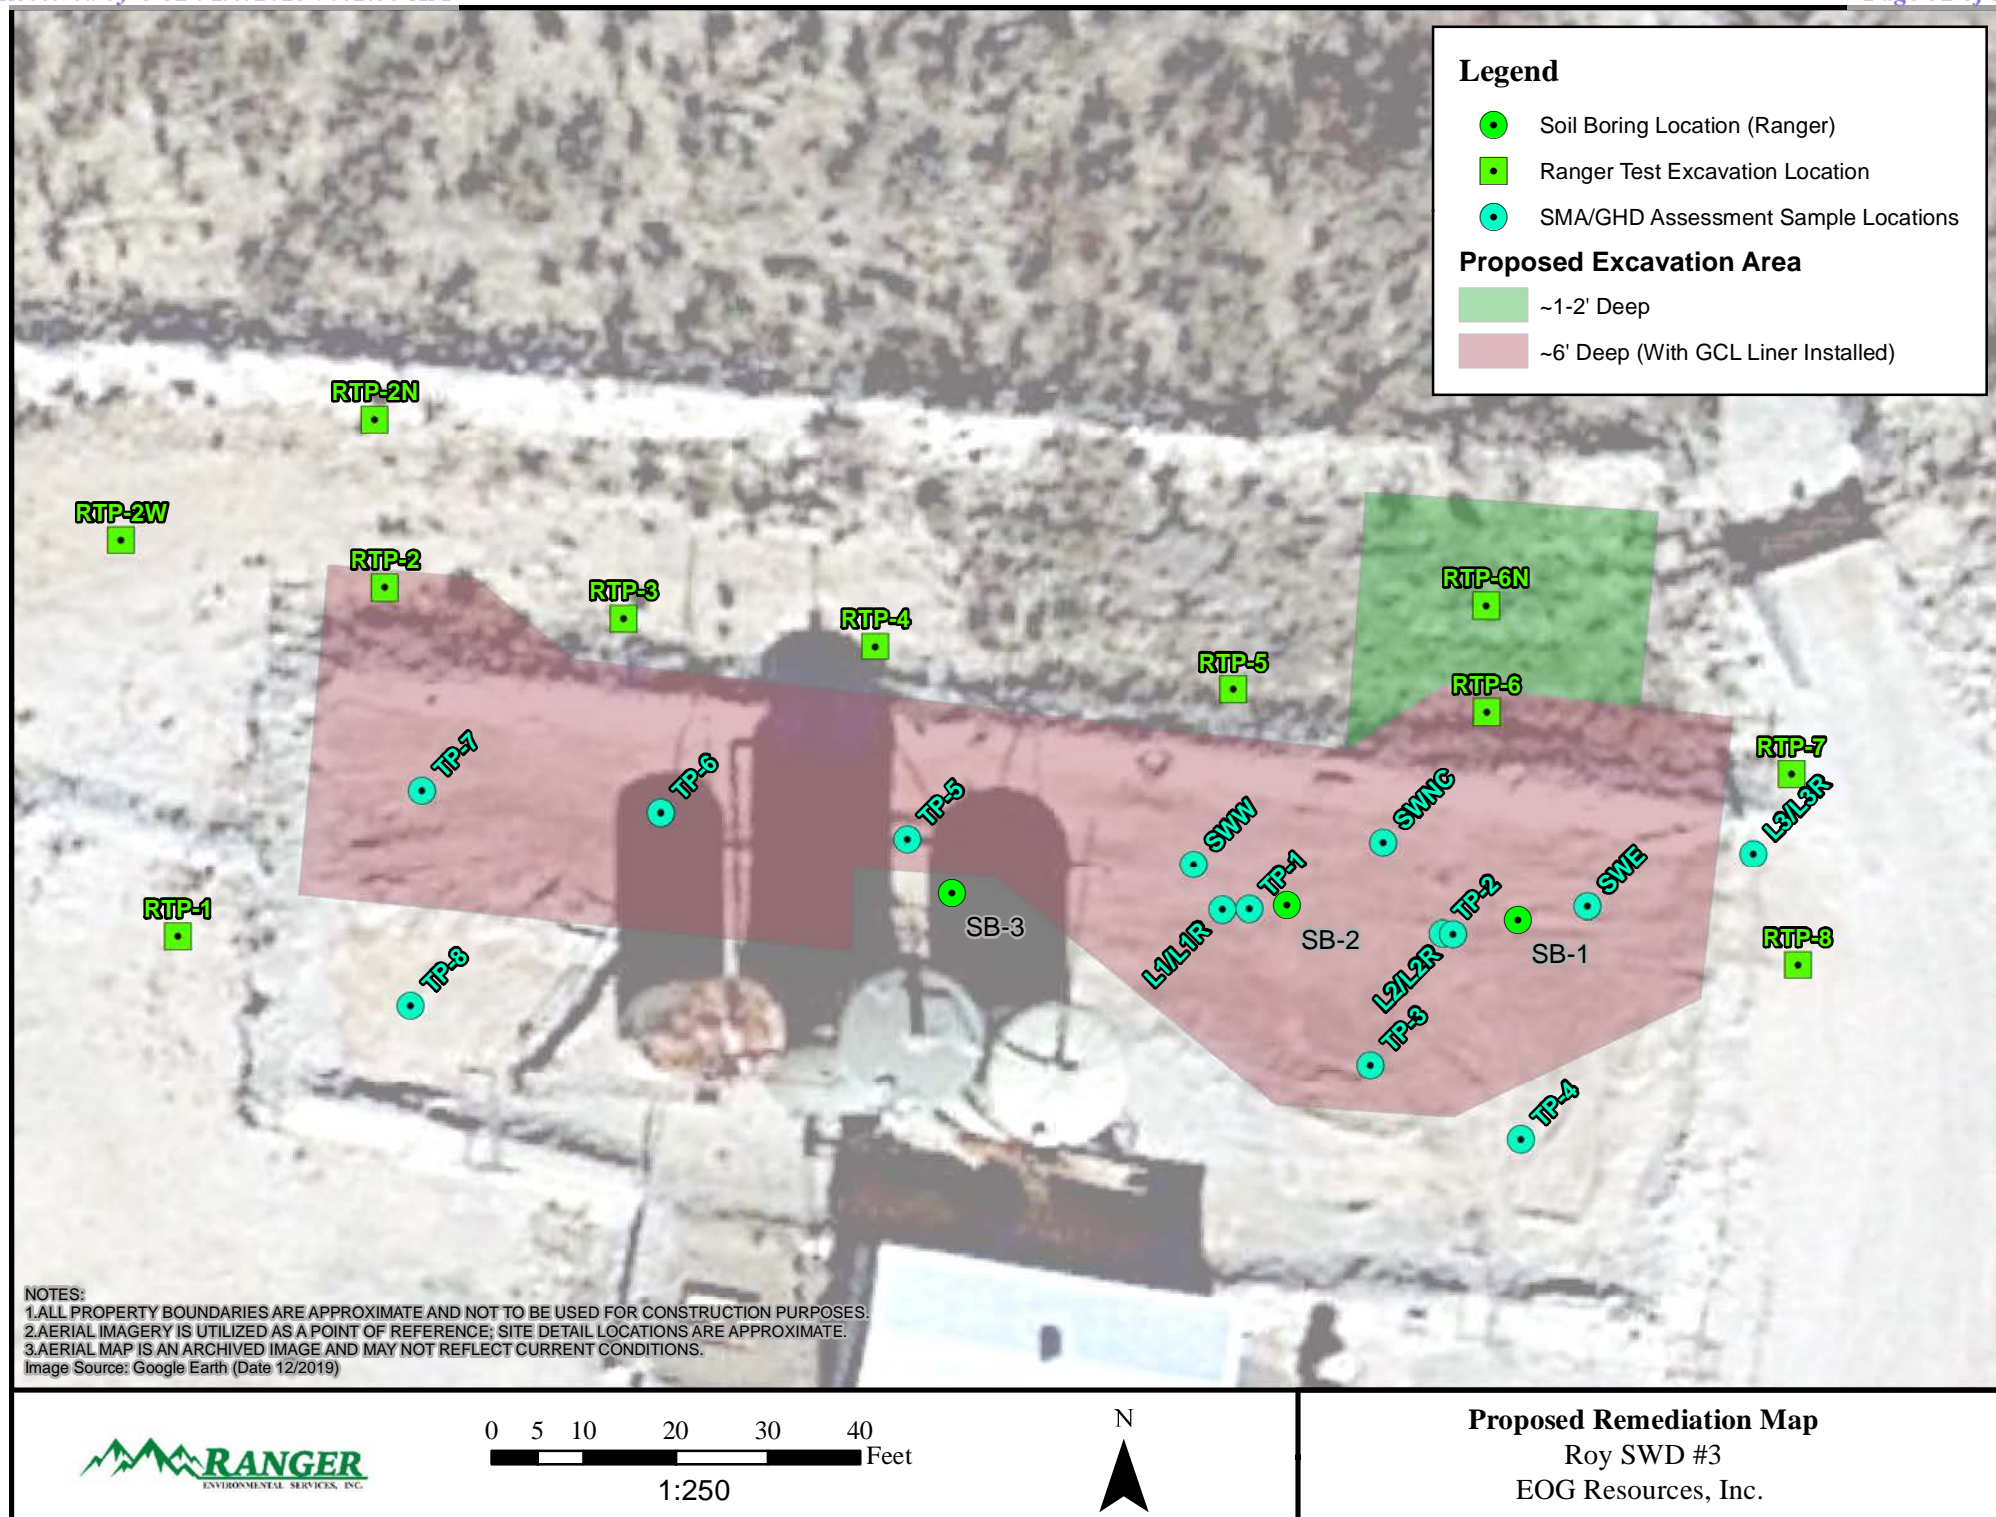 Legend
Soil Boring Location (Ranger)
Ranger Test Excavation Location
SMA/GHD Assessment Sample Locations
Proposed Excavation Area
~1-2' Deep
~6' Deep (With GCL Liner Installed)
RTP-2N
RTP-2W
RTP-2
RTP-3
RTP-4
RTP-5
RTP-6N
RTP-6
RTP-7
L3/L3R
TP-7
TP-6
TP-5
SWW
SWNC
TP-1
TP-2
SWE
RTP-1
SB-3
SB-2
SB-1
RTP-8
L1/L1R
L2/L2R
TP-8
TP-3
TP-4
NOTES:
1.ALL PROPERTY BOUNDARIES ARE APPROXIMATE AND NOT TO BE USED FOR CONSTRUCTION PURPOSES.
2.AERIAL IMAGERY IS UTILIZED AS A POINT OF REFERENCE; SITE DETAIL LOCATIONS ARE APPROXIMATE.
3.AERIAL MAP IS AN ARCHIVED IMAGE AND MAY NOT REFLECT CURRENT CONDITIONS.
Image Source: Google Earth (Date 12/2019)
RANGER
ENVIRONMENTAL SERVICES, INC.
0 5 10 20 30 40
Feet
1:250
N
Proposed Remediation Map
Roy SWD #3
EOG Resources, Inc.